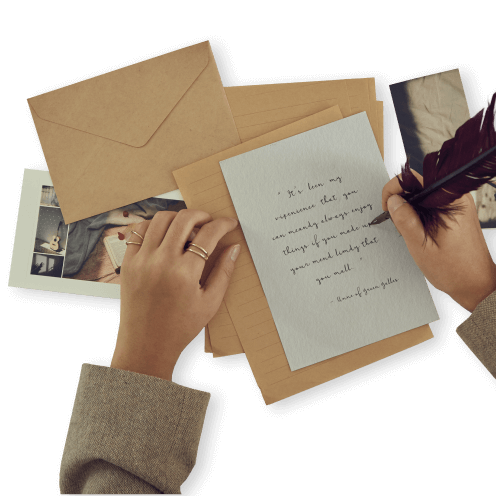 " It's been my
experience that you
can nearly always enjoy
things if you make up
your mind firmly that
you will. "
- Anne of Green Gables